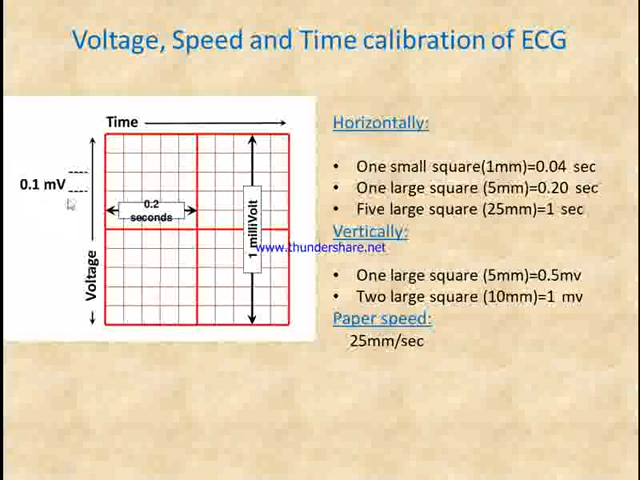 Voltage, Speed and Time calibration of ECG
Time
0.1 mV
0.2
seconds
1 milliVolt
Voltage
www.thundershare.net
Horizontally:
• One small square(1mm)=0.04 sec
• One large square (5mm)=0.20 sec
• Five large square (25mm)=1 sec
Vertically:
• One large square (5mm)=0.5mv
• Two large square (10mm)=1 mv
Paper speed:
25mm/sec